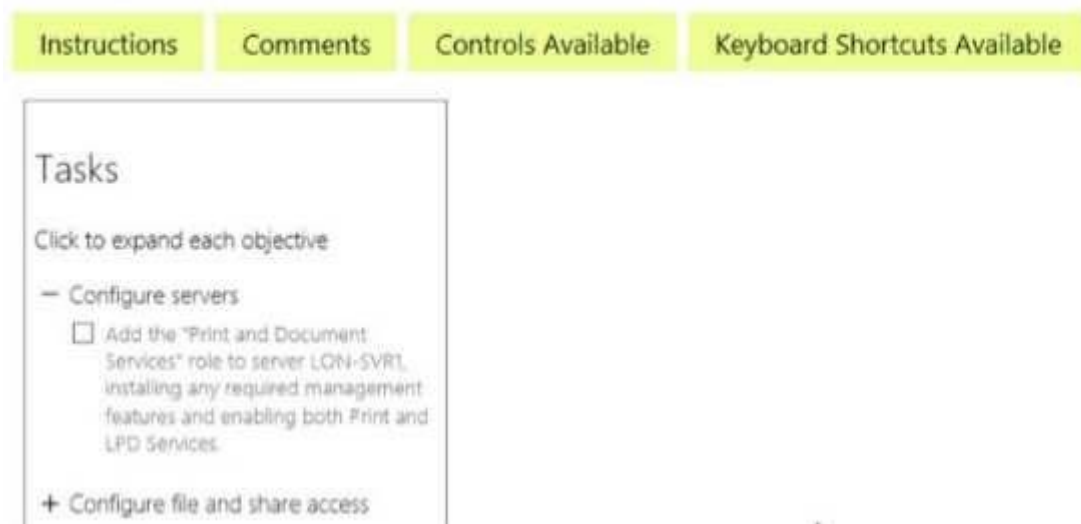 Instructions Comments Controls Available Keyboard Shortcuts Available
Tasks
Click to expand each objective
− Configure servers
Add the "Print and Document
Services" role to server LON-SVR1,
installing any required management
features and enabling both Print and
LPD Services.
+ Configure file and share access